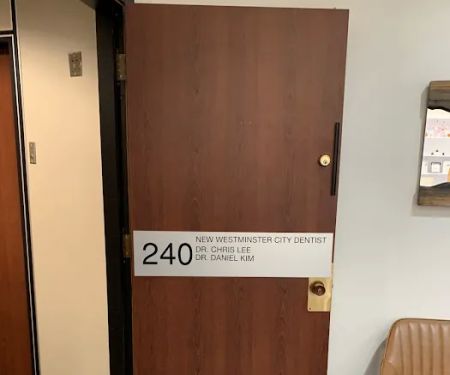 240
NEW WESTMINSTER CITY DENTIST
DR. CHRIS LEE
DR. DANIEL KIM